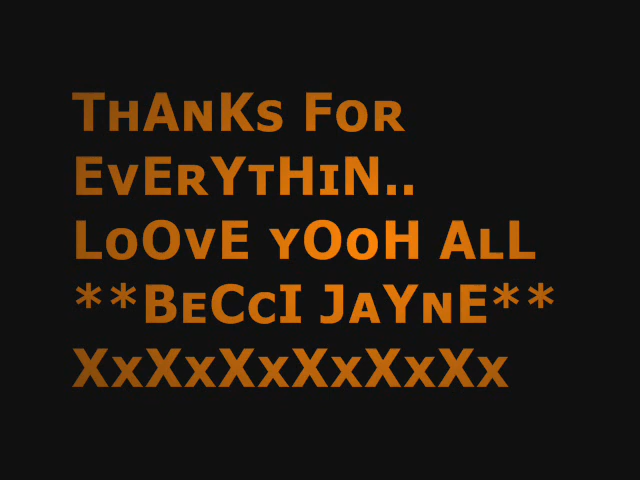 ThAnKs FoR
EvErYtHiN..
LoOvE yOoH AlL
**BeCcI JaYnE**
XxXxXxXxXxXx